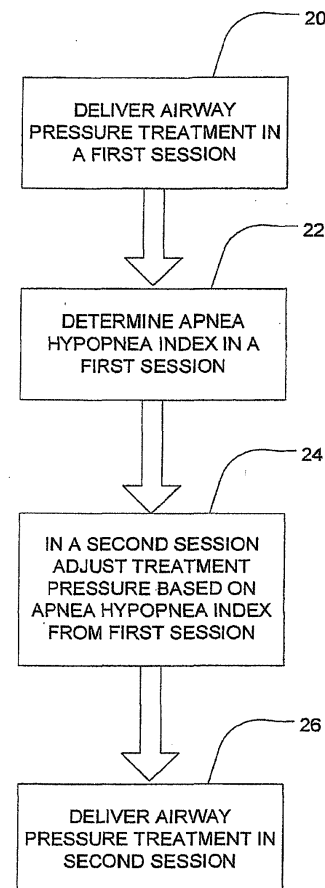 20
DELIVER AIRWAY
PRESSURE TREATMENT IN
A FIRST SESSION
22
DETERMINE APNEA
HYPOPNEA INDEX IN A
FIRST SESSION
24
IN A SECOND SESSION
ADJUST TREATMENT
PRESSURE BASED ON
APNEA HYPOPNEA INDEX
FROM FIRST SESSION
26
DELIVER AIRWAY
PRESSURE TREATMENT IN
SECOND SESSION